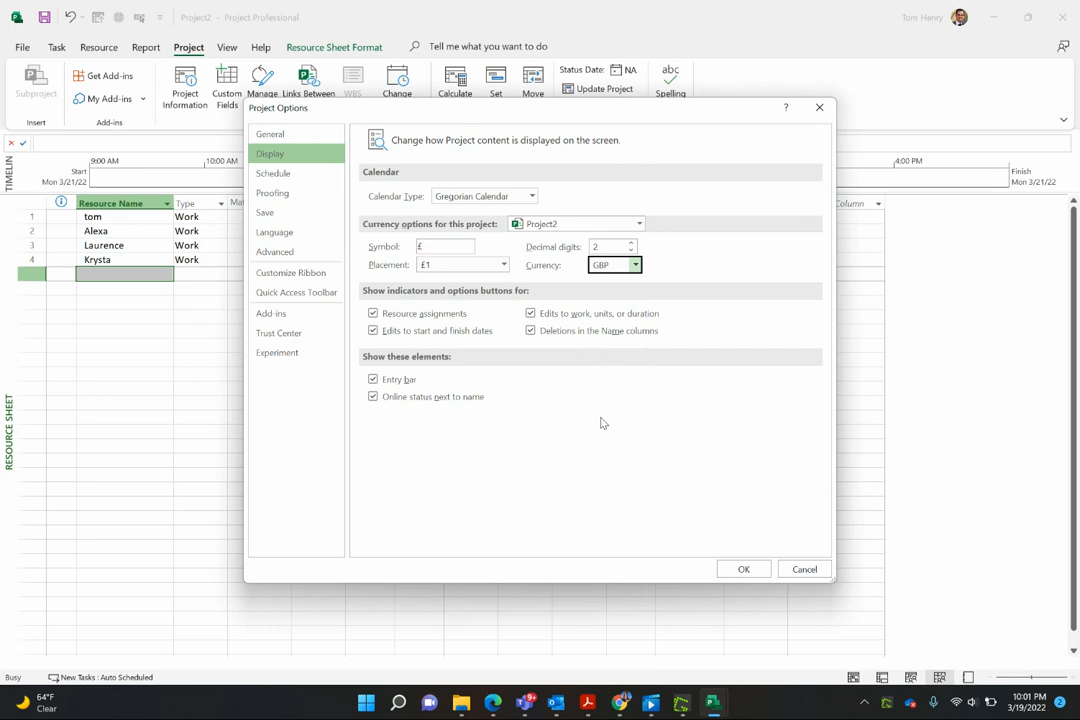 Project2 - Project Professional
Tom Henry
File Task Resource Report Project View Help Resource Sheet Format Tell me what you want to do
Subproject
Insert
Get Add-ins
My Add-ins
Add-ins
Project Information
Custom Fields
Manage
Links Between
WBS
Change
Calculate
Set
Move
Status Date: NA
Update Project
abc
Spelling
Project Options
?
TIMELIN
9:00 AM 10:00 AM 4:00 PM
Start
Mon 3/21/22
Finish
Mon 3/21/22
Resource Name Type Mat Column
1 tom Work
2 Alexa Work
3 Laurence Work
4 Krysta Work
RESOURCE SHEET
General
Display
Schedule
Proofing
Save
Language
Advanced
Customize Ribbon
Quick Access Toolbar
Add-ins
Trust Center
Experiment
Change how Project content is displayed on the screen.
Calendar
Calendar Type: Gregorian Calendar
Currency options for this project: Project2
Symbol: £ Decimal digits: 2
Placement: £1 Currency: GBP
Show indicators and options buttons for:
Resource assignments Edits to work, units, or duration
Edits to start and finish dates Deletions in the Name columns
Show these elements:
Entry bar
Online status next to name
OK Cancel
Busy New Tasks : Auto Scheduled
64°F
Clear
10:01 PM
3/19/2022
2